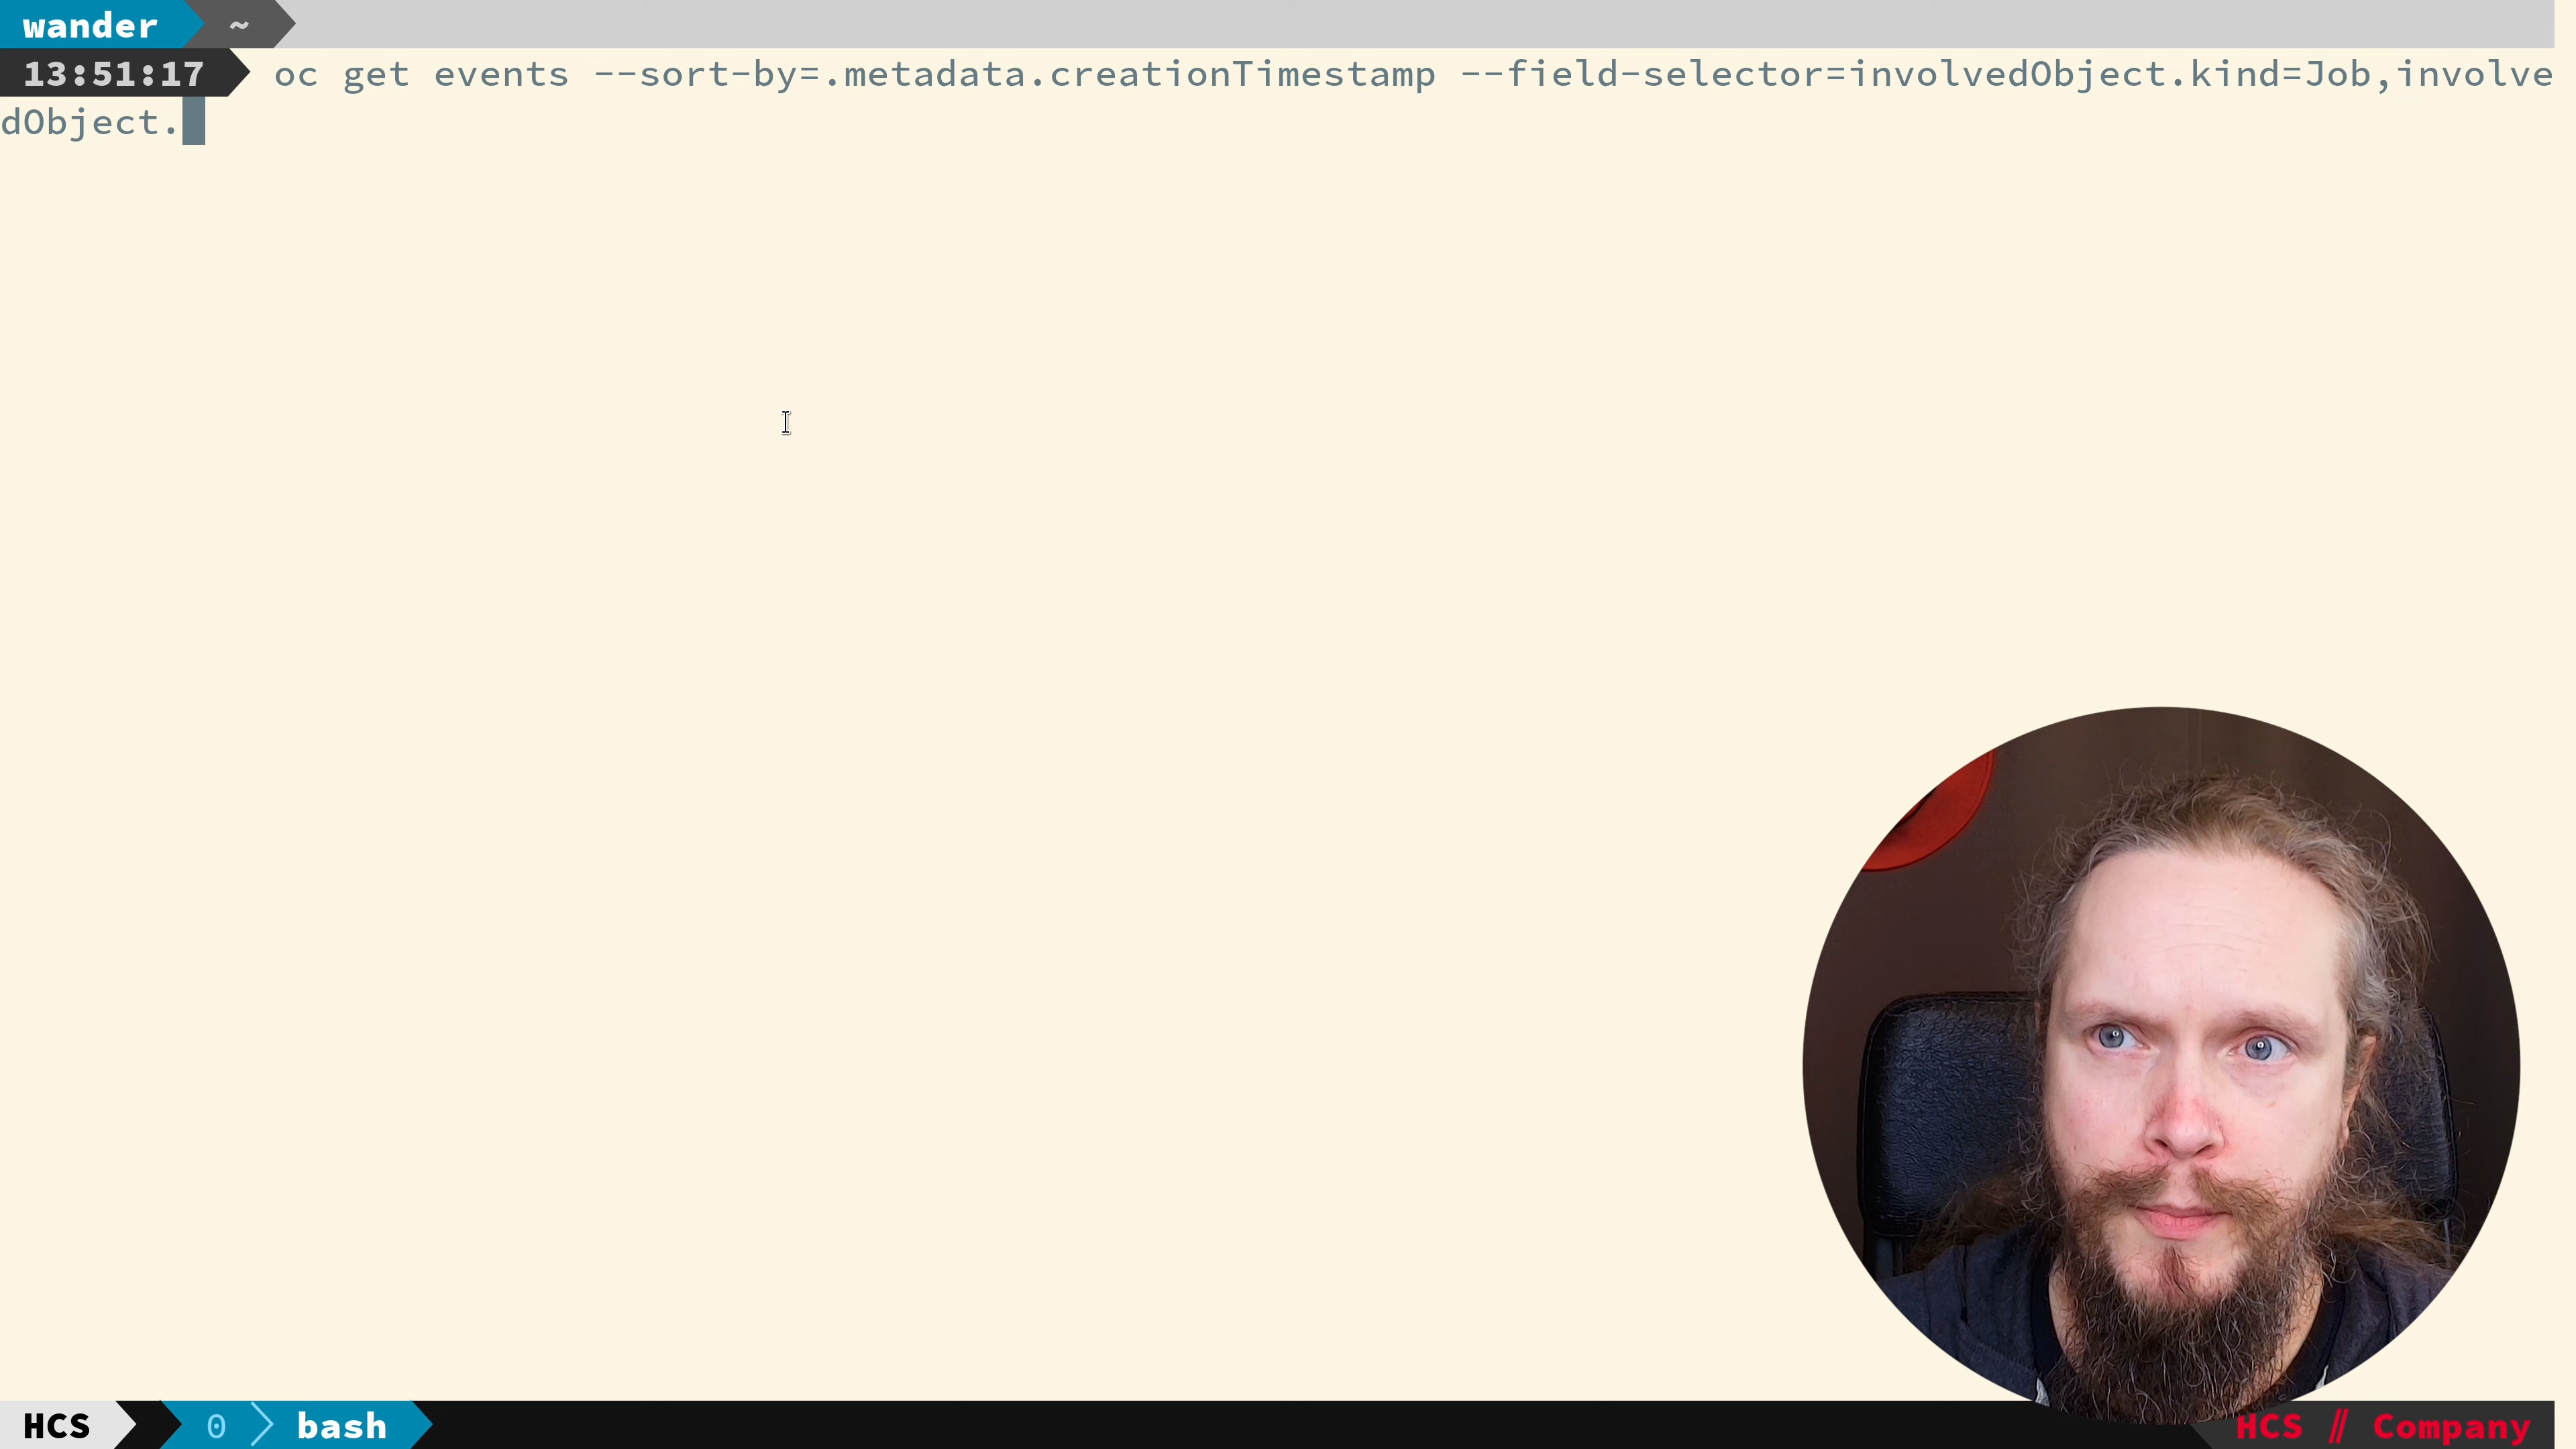 wander ~
13:51:17 oc get events --sort-by=.metadata.creationTimestamp --field-selector=involvedObject.kind=Job,involve
dObject.
HCS 0 bash HCS // Company